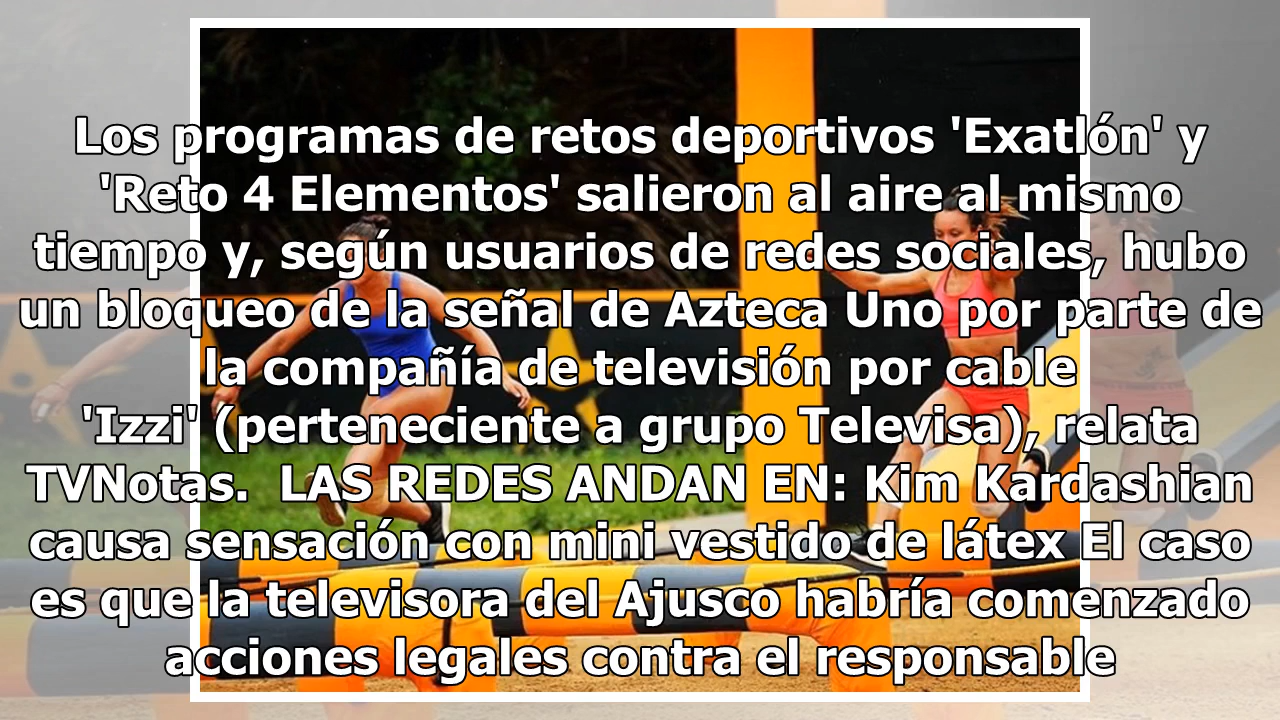 Los programas de retos deportivos 'Exatlón' y
'Reto 4 Elementos' salieron al aire al mismo
tiempo y, según usuarios de redes sociales, hubo
un bloqueo de la señal de Azteca Uno por parte de
la compañía de televisión por cable
'Izzi' (perteneciente a grupo Televisa), relata
TVNotas.  LAS REDES ANDAN EN: Kim Kardashian
causa sensación con mini vestido de látex El caso
es que la televisora del Ajusco habría comenzado
acciones legales contra el responsable